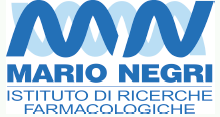 MARIO NEGRI
ISTITUTO DI RICERCHE
FARMACOLOGICHE